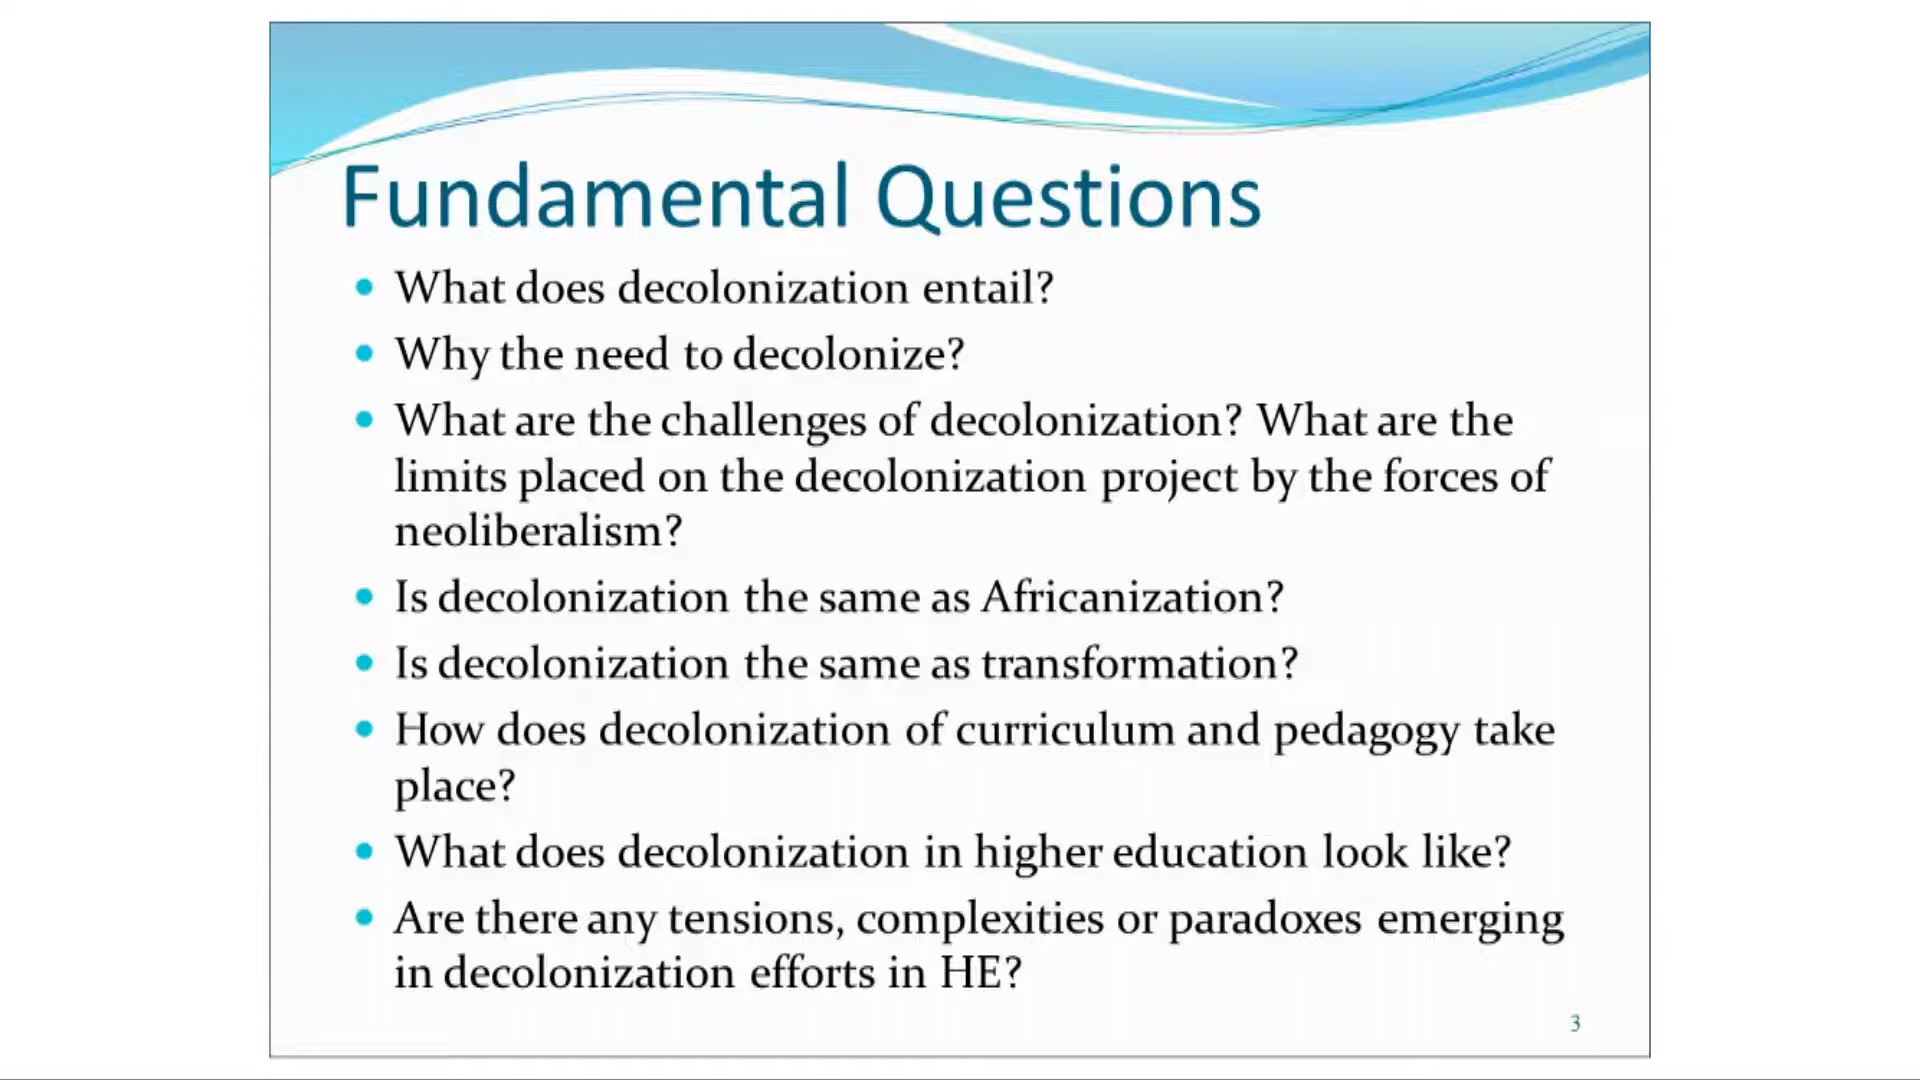 Fundamental Questions
• What does decolonization entail?
• Why the need to decolonize?
• What are the challenges of decolonization? What are the
limits placed on the decolonization project by the forces of
neoliberalism?
• Is decolonization the same as Africanization?
• Is decolonization the same as transformation?
• How does decolonization of curriculum and pedagogy take
place?
• What does decolonization in higher education look like?
• Are there any tensions, complexities or paradoxes emerging
in decolonization efforts in HE?
3